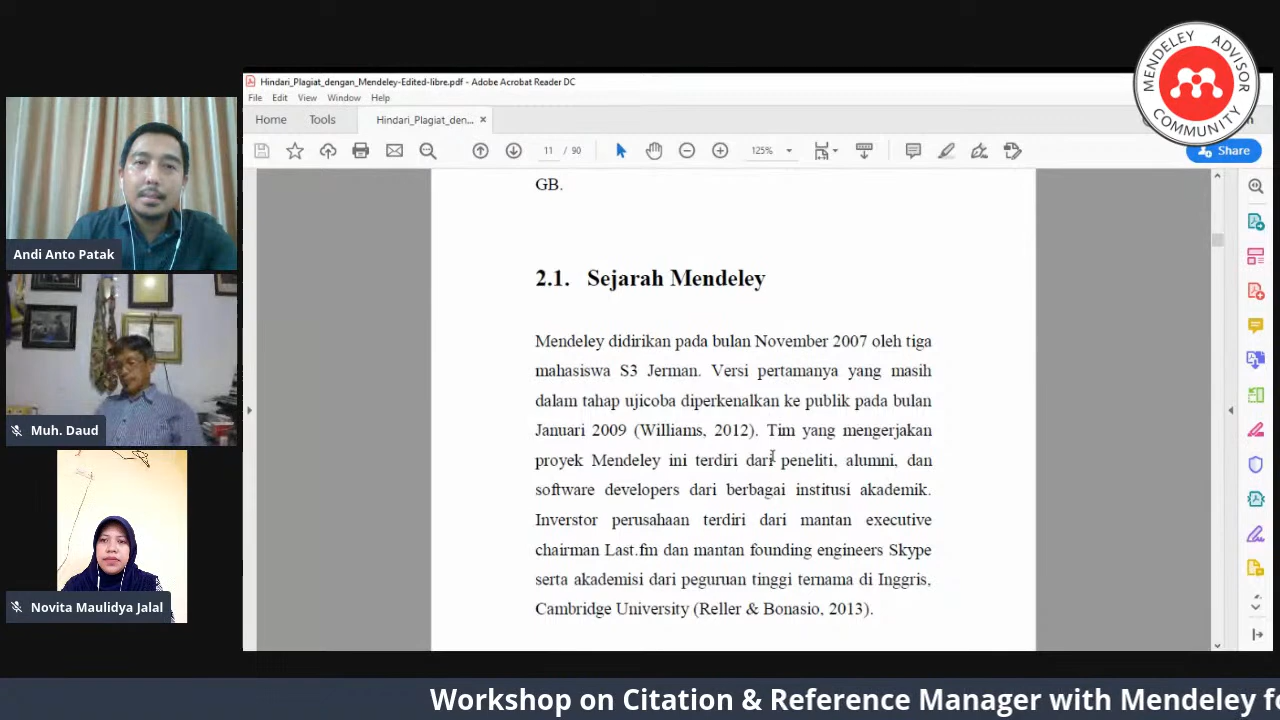 MENDELEY ADVISOR
COMMUNITY
Hindari_Plagiat_dengan_Mendeley-Edited-libre.pdf - Adobe Acrobat Reader DC
File Edit View Window Help
Home Tools Hindari_Plagiat_den... ×
11 / 90 125% Share
GB.
2.1. Sejarah Mendeley
Mendeley didirikan pada bulan November 2007 oleh tiga
mahasiswa S3 Jerman. Versi pertamanya yang masih
dalam tahap ujicoba diperkenalkan ke publik pada bulan
Januari 2009 (Williams, 2012). Tim yang mengerjakan
proyek Mendeley ini terdiri dari peneliti, alumni, dan
software developers dari berbagai institusi akademik.
Inverstor perusahaan terdiri dari mantan executive
chairman Last.fm dan mantan founding engineers Skype
serta akademisi dari peguruan tinggi ternama di Inggris,
Cambridge University (Reller & Bonasio, 2013).
Andi Anto Patak
Muh. Daud
Novita Maulidya Jalal
Workshop on Citation & Reference Manager with Mendeley fo